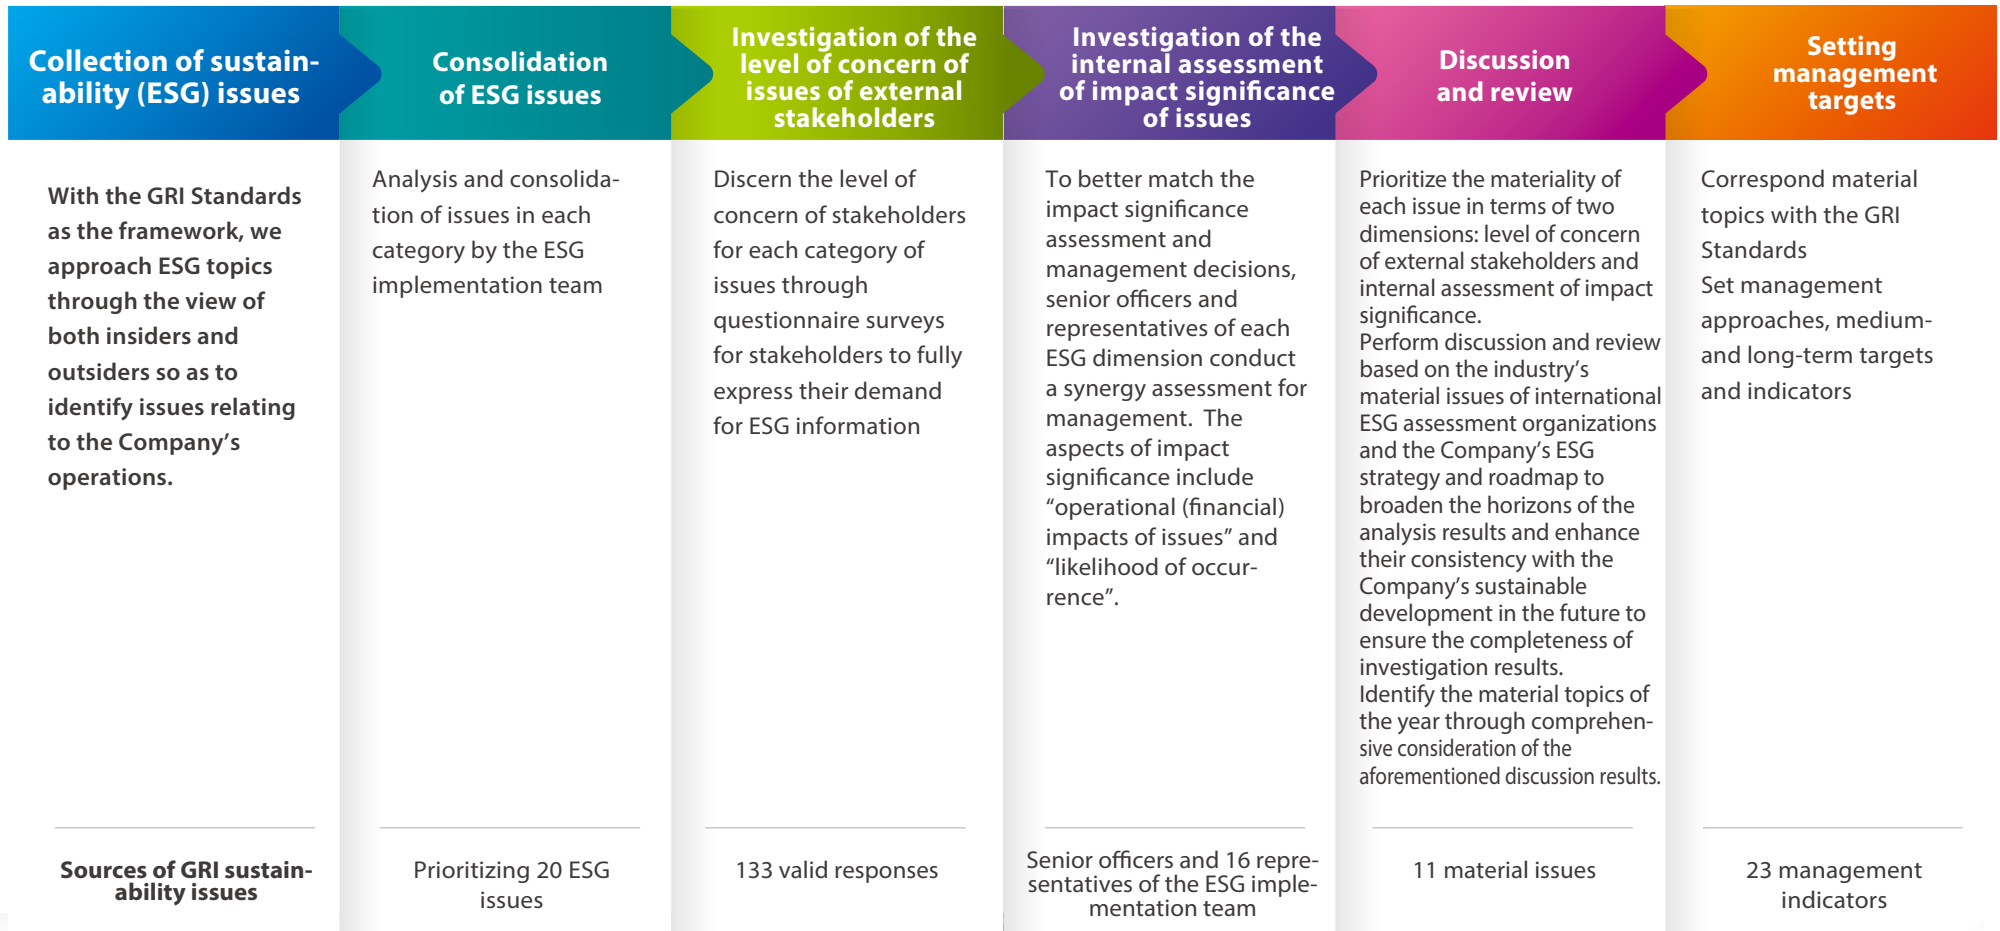 Collection of sustain-
ability (ESG) issues
With the GRI Standards
as the framework, we
approach ESG topics
through the view of
both insiders and
outsiders so as to
identify issues relating
to the Company’s
operations.
Sources of GRI sustain-
ability issues
Consolidation
of ESG issues
Analysis and consolida-
tion of issues in each
category by the ESG
implementation team
Prioritizing 20 ESG
issues
Investigation of the
level of concern of
issues of external
stakeholders
Discern the level of
concern of stakeholders
for each category of
issues through
questionnaire surveys
for stakeholders to fully
express their demand
for ESG information
133 valid responses
Investigation of the
internal assessment
of impact significance
of issues
To better match the
impact significance
assessment and
management decisions,
senior officers and
representatives of each
ESG dimension conduct
a synergy assessment for
management. The
aspects of impact
significance include
“operational (financial)
impacts of issues” and
“likelihood of occur-
rence”.
Senior officers and 16 repre-
sentatives of the ESG imple-
mentation team
Discussion
and review
Prioritize the materiality of
each issue in terms of two
dimensions: level of concern
of external stakeholders and
internal assessment of impact
significance.
Perform discussion and review
based on the industry’s
material issues of international
ESG assessment organizations
and the Company’s ESG
strategy and roadmap to
broaden the horizons of the
analysis results and enhance
their consistency with the
Company’s sustainable
development in the future to
ensure the completeness of
investigation results.
Identify the material topics of
the year through comprehen-
sive consideration of the
aforementioned discussion results.
11 material issues
Setting
management
targets
Correspond material
topics with the GRI
Standards
Set management
approaches, medium-
and long-term targets
and indicators
23 management
indicators